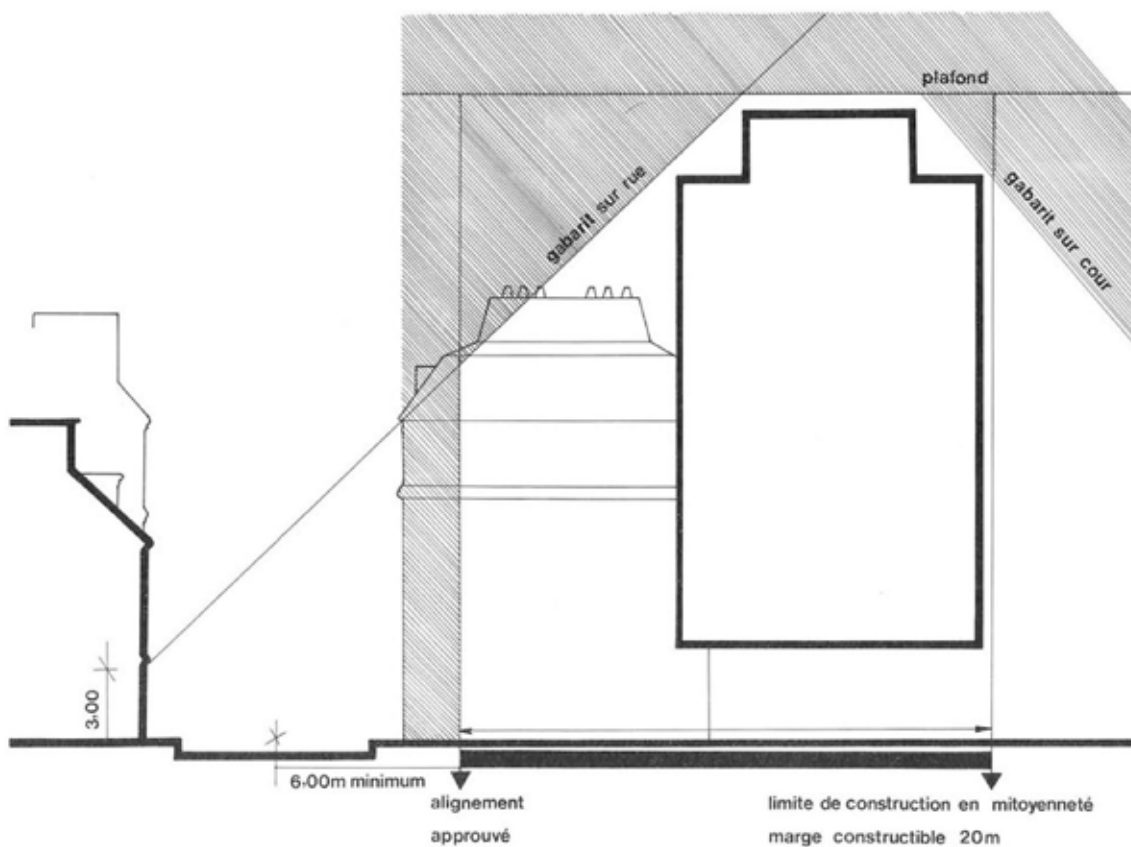 plafond
gabarit sur rue
gabarit sur cour
3,00
6,00m minimum
alignement
approuvé
limite de construction en mitoyenneté
marge constructible 20m